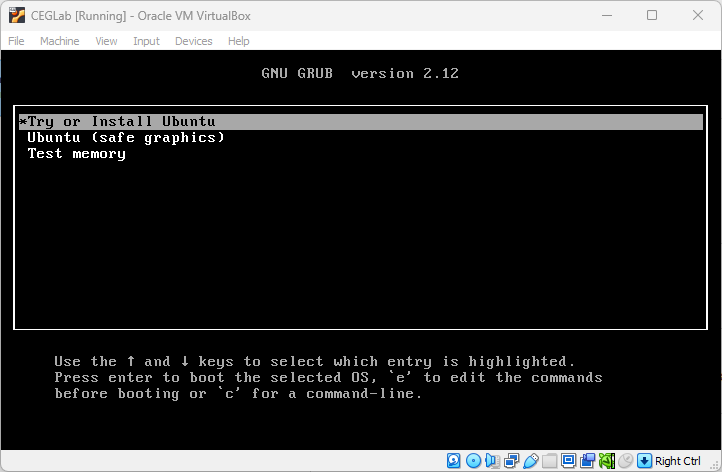 CEGLab [Running] - Oracle VM VirtualBox
File Machine View Input Devices Help
GNU GRUB version 2.12
*Try or Install Ubuntu
Ubuntu (safe graphics)
Test memory
Use the ↑ and ↓ keys to select which entry is highlighted.
Press enter to boot the selected OS, `e' to edit the commands
before booting or `c' for a command-line.
Right Ctrl